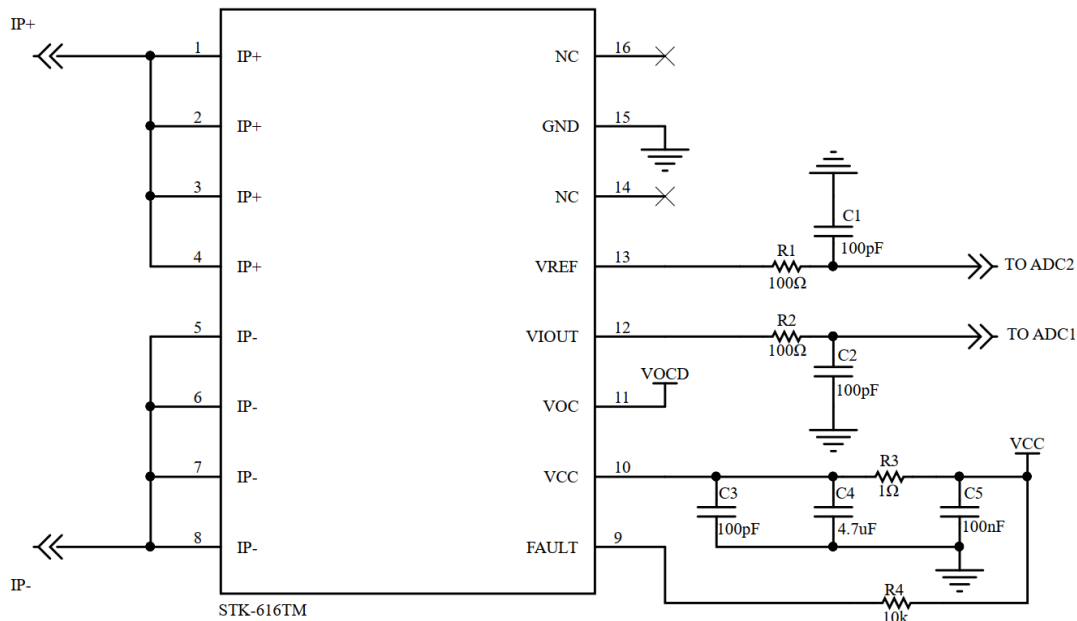 IP+
1 IP+ NC 16
2 IP+ GND 15
3 IP+ NC 14
C1
100pF
4 IP+ VREF 13 R1 TO ADC2
100Ω
5 IP- VIOUT 12 R2 TO ADC1
100Ω
C2
100pF
VOCD
6 IP- VOC 11
VCC
7 IP- VCC 10 R3
1Ω
C3 C4 C5
100pF 4.7uF 100nF
8 IP- FAULT 9
IP-
R4
10k
STK-616TM